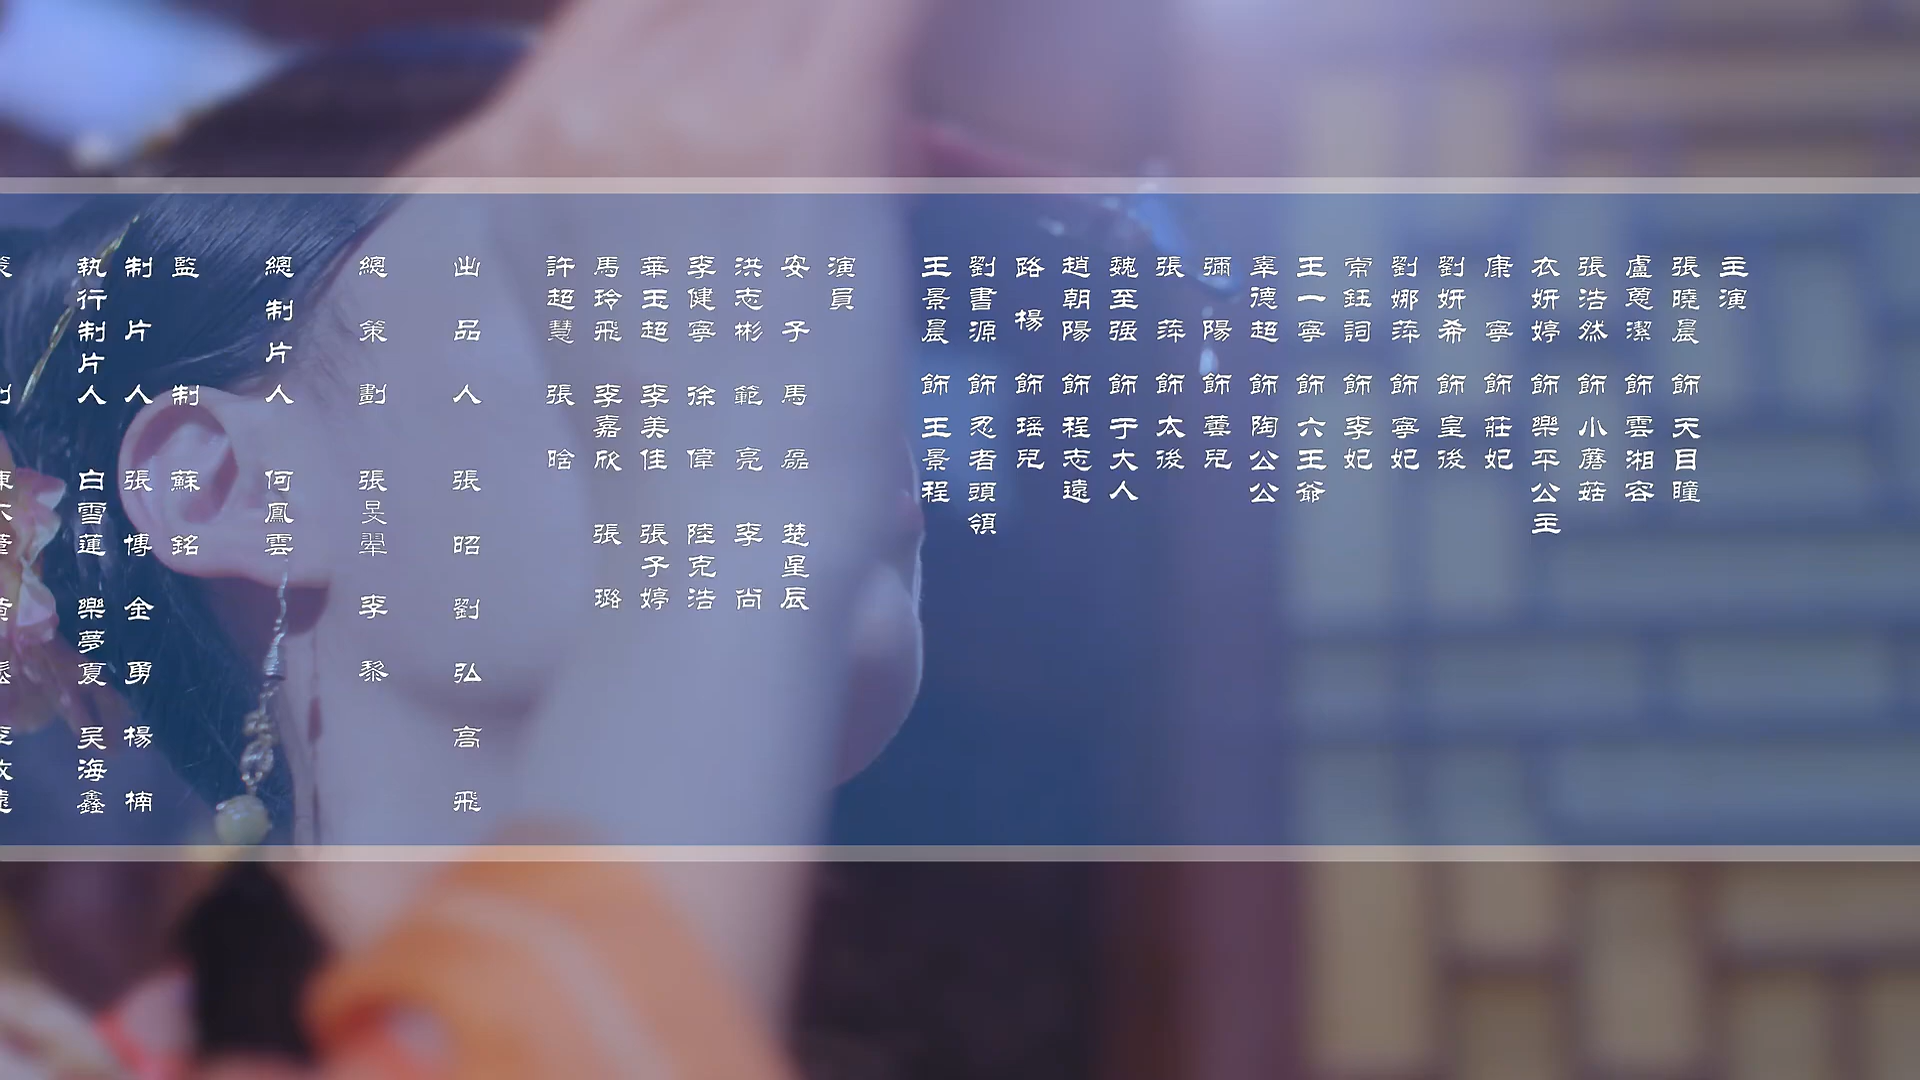 主演
張曉晨 飾 天目瞳
盧蔥潔 飾 雲湘容
張浩然 飾 小蘑菇
衣妍婷 飾 樂平公主
康寧 飾 莊妃
劉妍希 飾 皇後
劉娜萍 飾 寧妃
常鈺詞 飾 李妃
王一寧 飾 六王爺
辜德超 飾 陶公公
彌陽 飾 蕓兒
張萍 飾 太後
魏至强 飾 于大人
趙朝陽 飾 程志遠
路楊 飾 瑶兒
劉書源 飾 忍者頭領
王景晨 飾 王景程
演員
安子 馬磊 楚星辰
洪志彬 範亮 李尚
李健寧 徐偉 陸克浩
華玉超 李美佳 張子婷
馬玲飛 李嘉欣 張璐
許超慧 張晗
出品人 張昭 劉弘 高飛
總策劃 張旻翚 李黎
總制片人 何鳳雲
監制 蘇銘
制片人 張博 金勇 楊楠
執行制片人 白雪蓮 樂夢夏 吴海鑫